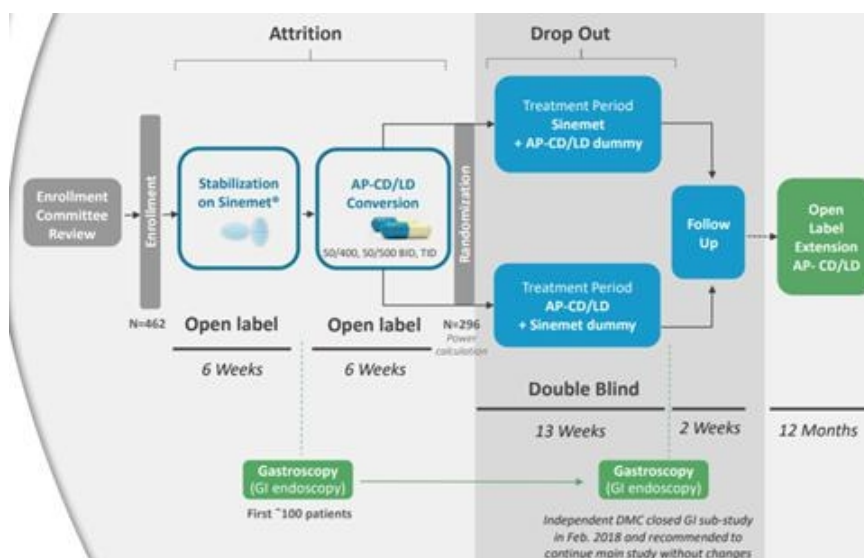 Attrition
Drop Out
Enrollment
Committee
Review
Enrollment
N=462
Stabilization
on Sinemet®
Open label
6 Weeks
AP-CD/LD
Conversion
50/400, 50/500 BID, TID
Open label
6 Weeks
Randomization
N=296
Power
calculation
Treatment Period
Sinemet
+ AP-CD/LD dummy
Treatment Period
AP-CD/LD
+ Sinemet dummy
Double Blind
13 Weeks
Follow
Up
2 Weeks
Open
Label
Extension
AP- CD/LD
12 Months
Gastroscopy
(GI endoscopy)
First ~100 patients
Gastroscopy
(GI endoscopy)
Independent DMC closed GI sub-study
in Feb. 2018 and recommended to
continue main study without changes